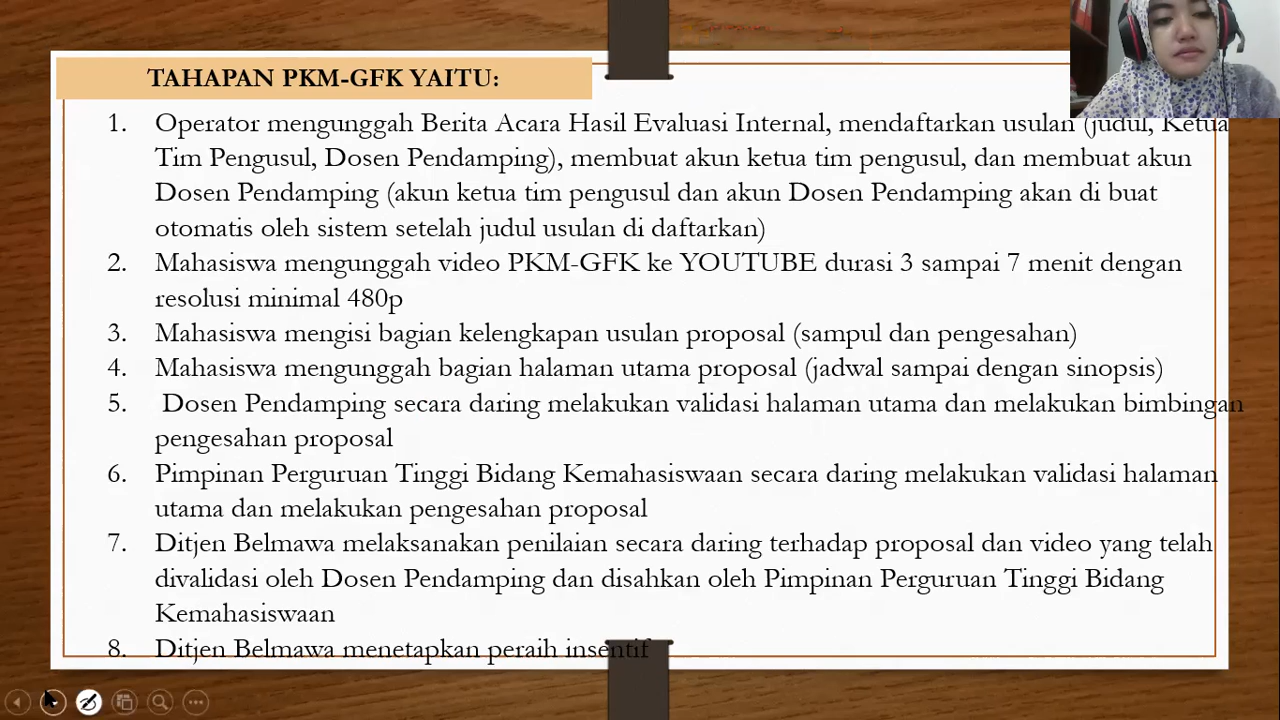 TAHAPAN PKM-GFK YAITU:
1. Operator mengunggah Berita Acara Hasil Evaluasi Internal, mendaftarkan usulan (judul, Ketua
Tim Pengusul, Dosen Pendamping), membuat akun ketua tim pengusul, dan membuat akun
Dosen Pendamping (akun ketua tim pengusul dan akun Dosen Pendamping akan di buat
otomatis oleh sistem setelah judul usulan di daftarkan)
2. Mahasiswa mengunggah video PKM-GFK ke YOUTUBE durasi 3 sampai 7 menit dengan
resolusi minimal 480p
3. Mahasiswa mengisi bagian kelengkapan usulan proposal (sampul dan pengesahan)
4. Mahasiswa mengunggah bagian halaman utama proposal (jadwal sampai dengan sinopsis)
5. Dosen Pendamping secara daring melakukan validasi halaman utama dan melakukan bimbingan
pengesahan proposal
6. Pimpinan Perguruan Tinggi Bidang Kemahasiswaan secara daring melakukan validasi halaman
utama dan melakukan pengesahan proposal
7. Ditjen Belmawa melaksanakan penilaian secara daring terhadap proposal dan video yang telah
divalidasi oleh Dosen Pendamping dan disahkan oleh Pimpinan Perguruan Tinggi Bidang
Kemahasiswaan
8. Ditjen Belmawa menetapkan peraih insentif